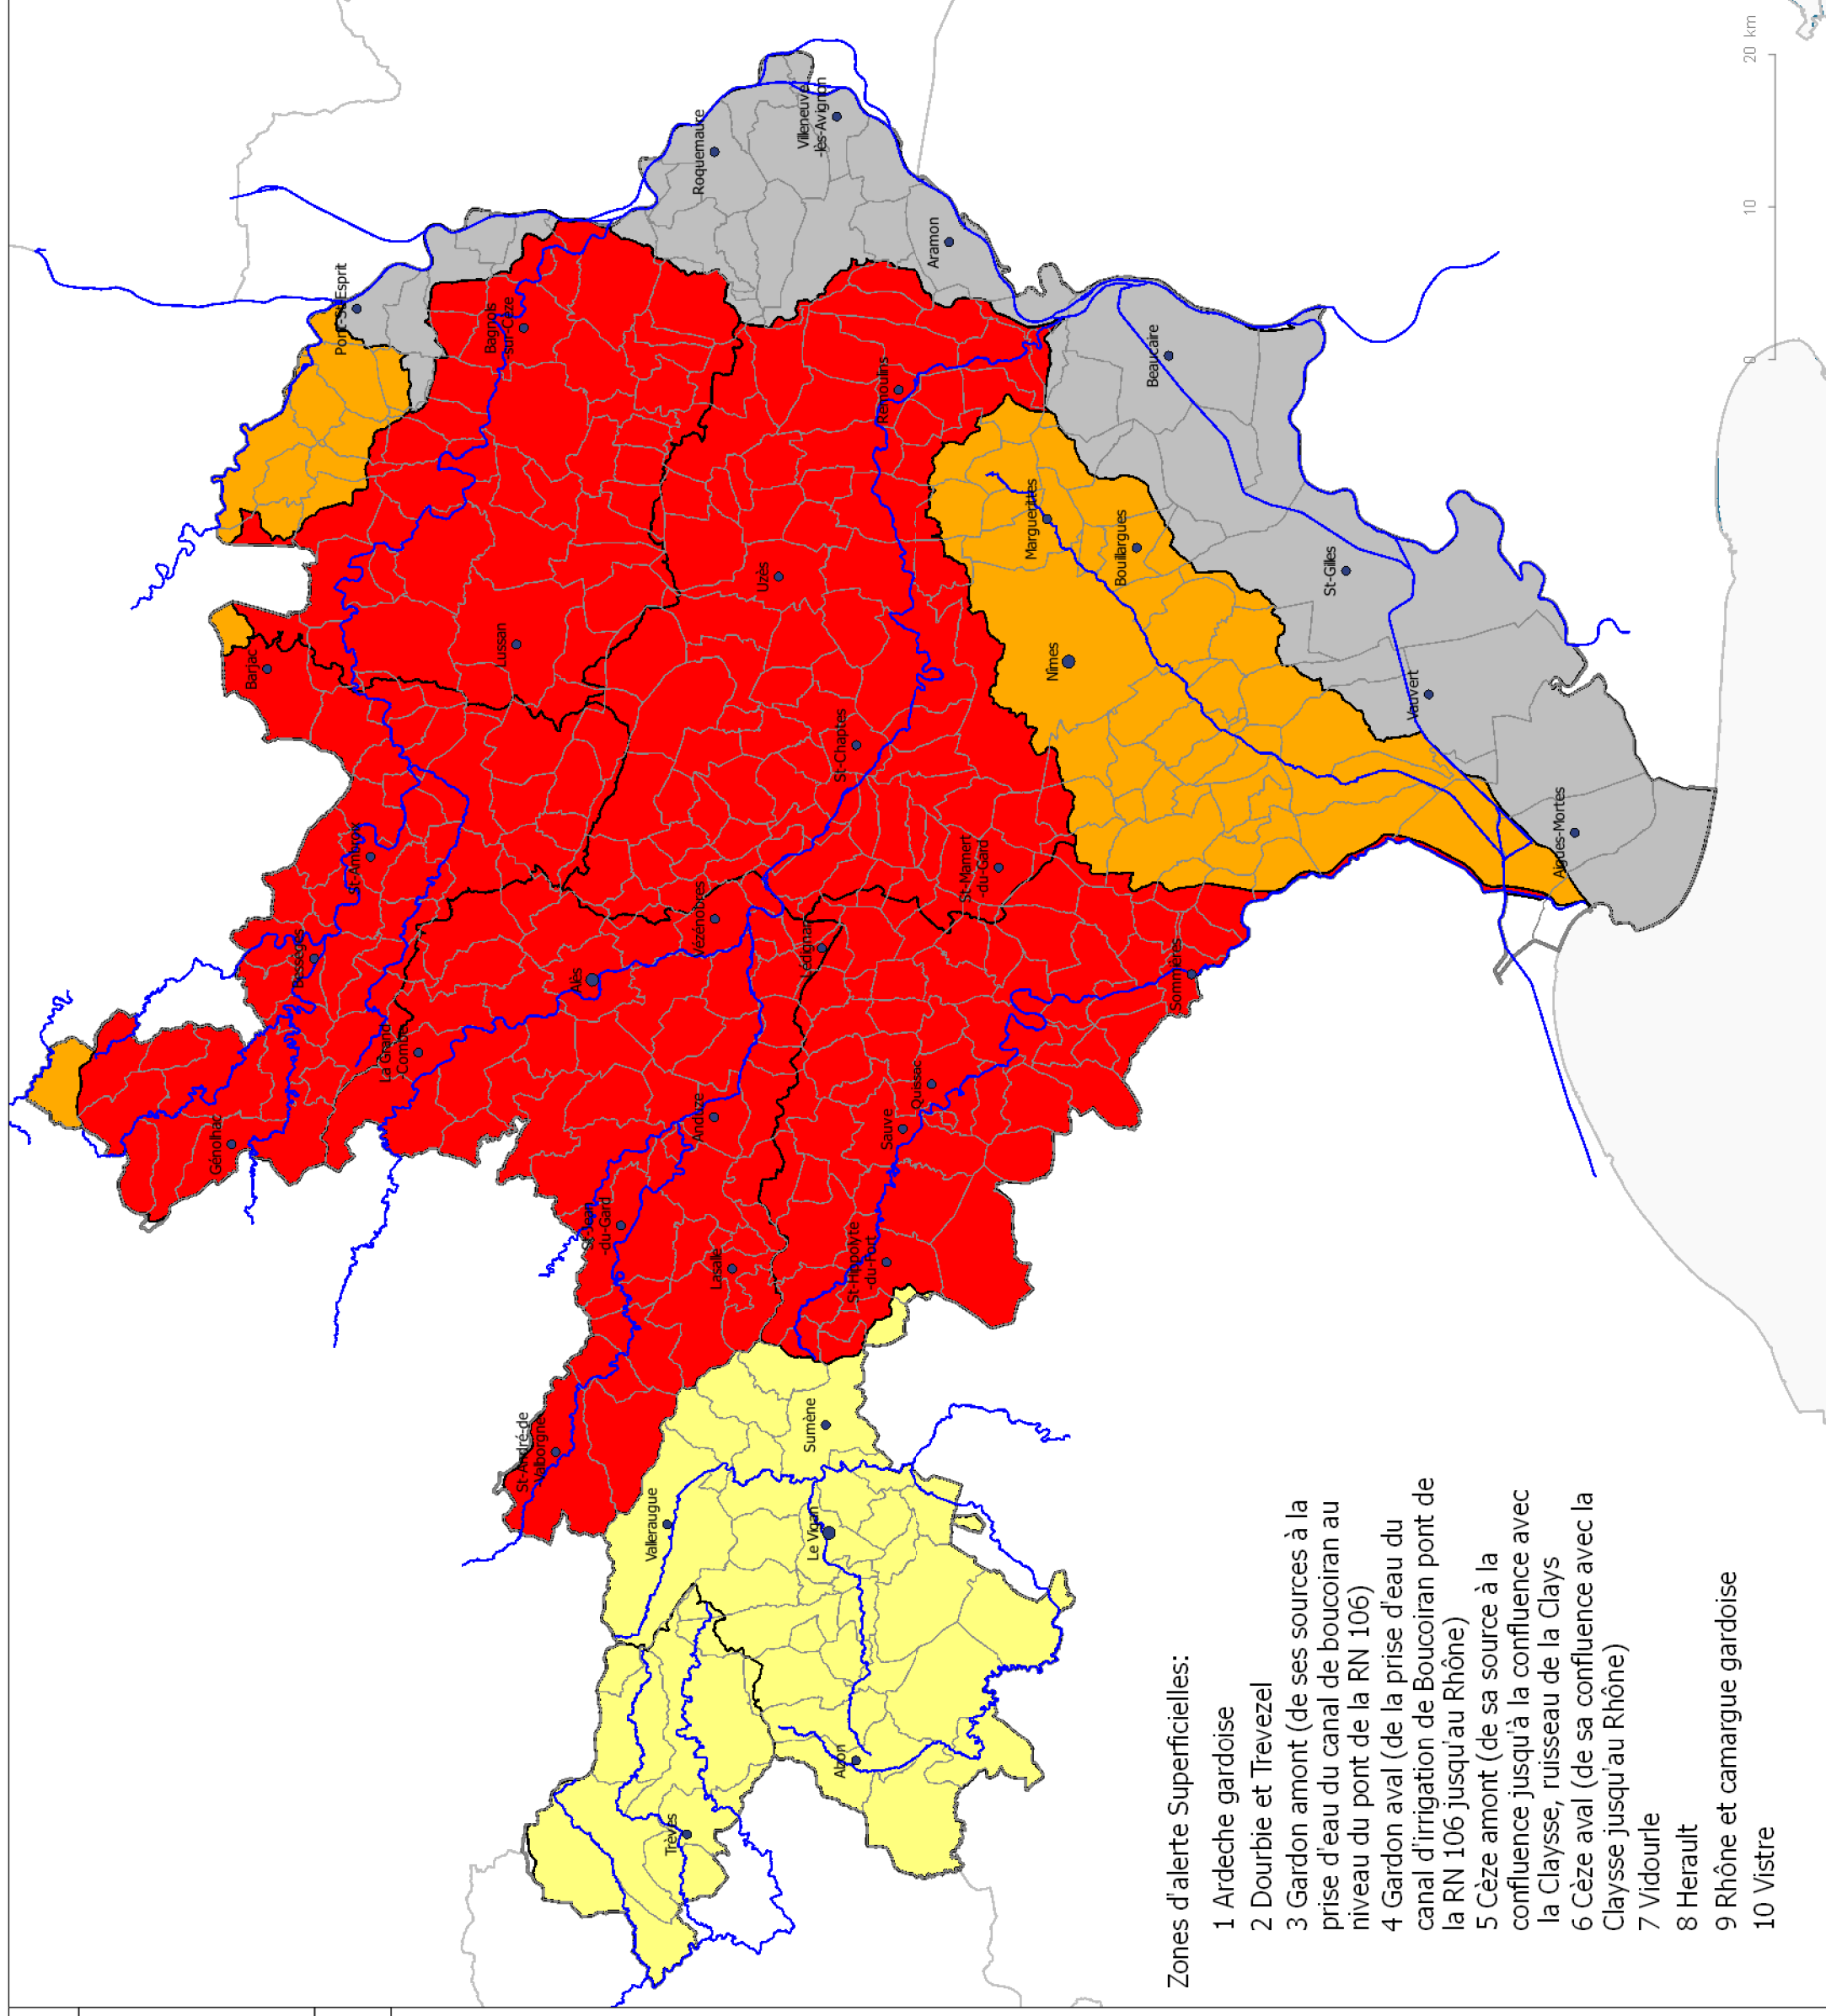 Génolhac
Bessèges
St-Ambroix
Barjac
Pont-St-Esprit
La Grand
-Combe
Bagnols
-sur-Cèze
Lussan
St-André-de
Valborgne
St-Jean
-du-Gard
Alès
Roquemaure
Valleraugue
Trèves
Lasalle
Anduze
Vézénobres
Uzès
Villeneuve
-lès-Avignon
Sumène
Le Vigan
Alzon
St-Hippolyte
-du-Fort
Sauve
Quissac
Lédignan
St-Chaptes
Remoulins
Aramon
St-Mamert
-du-Gard
Marguerittes
Nîmes
Bouillargues
Beaucaire
Sommières
St-Gilles
Vauvert
Aigues-Mortes
0 10 20 km
Zones d'alerte Superficielles:
1 Ardeche gardoise
2 Dourbie et Trevezel
3 Gardon amont (de ses sources à la
prise d'eau du canal de boucoiran au
niveau du pont de la RN 106)
4 Gardon aval (de la prise d'eau du
canal d'irrigation de Boucoiran pont de
la RN 106 jusqu'au Rhône)
5 Cèze amont (de sa source à la
confluence jusqu'à la confluence avec
la Claysse, ruisseau de la Clays
6 Cèze aval (de sa confluence avec la
Claysse jusqu'au Rhône)
7 Vidourle
8 Herault
9 Rhône et camargue gardoise
10 Vistre